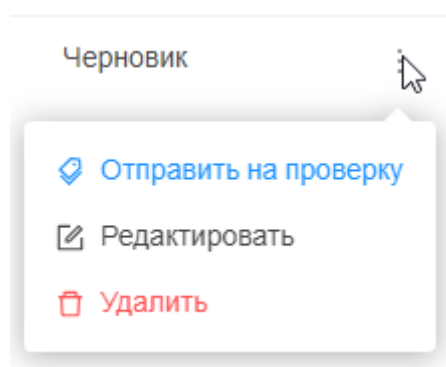 Черновик
Отправить на проверку
Редактировать
Удалить